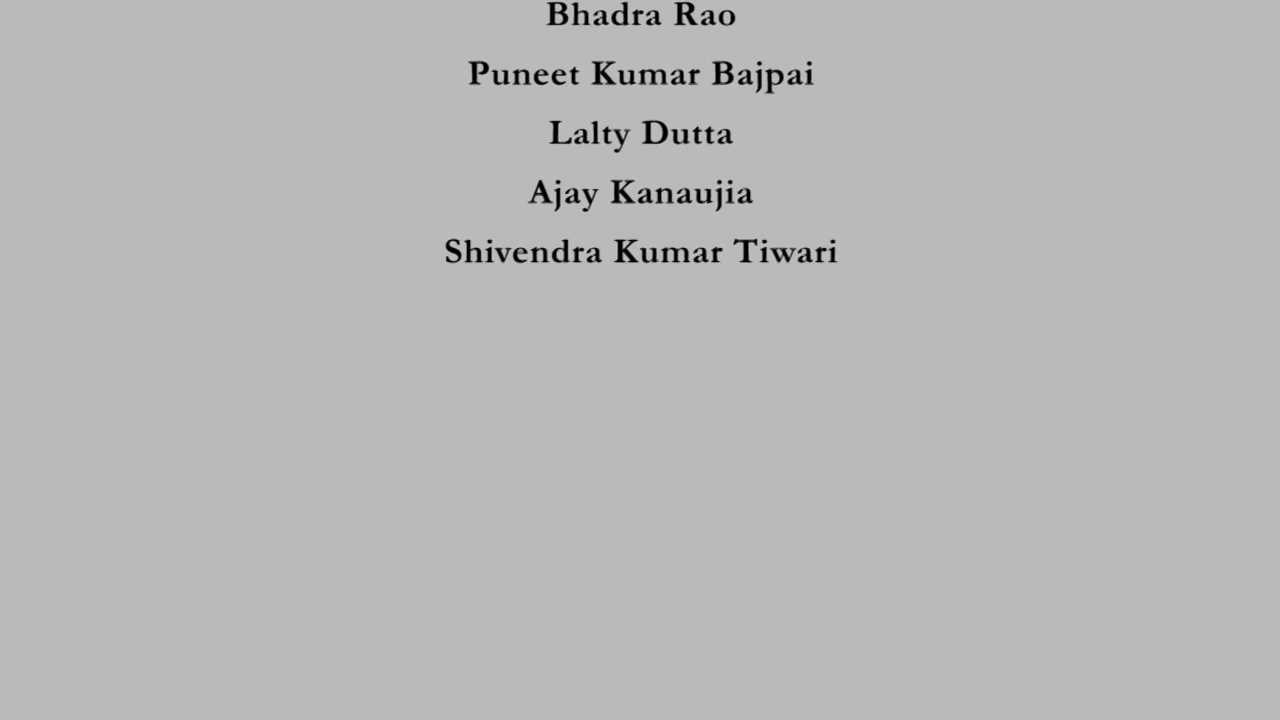 Bhadra Rao
Puneet Kumar Bajpai
Lalty Dutta
Ajay Kanaujia
Shivendra Kumar Tiwari